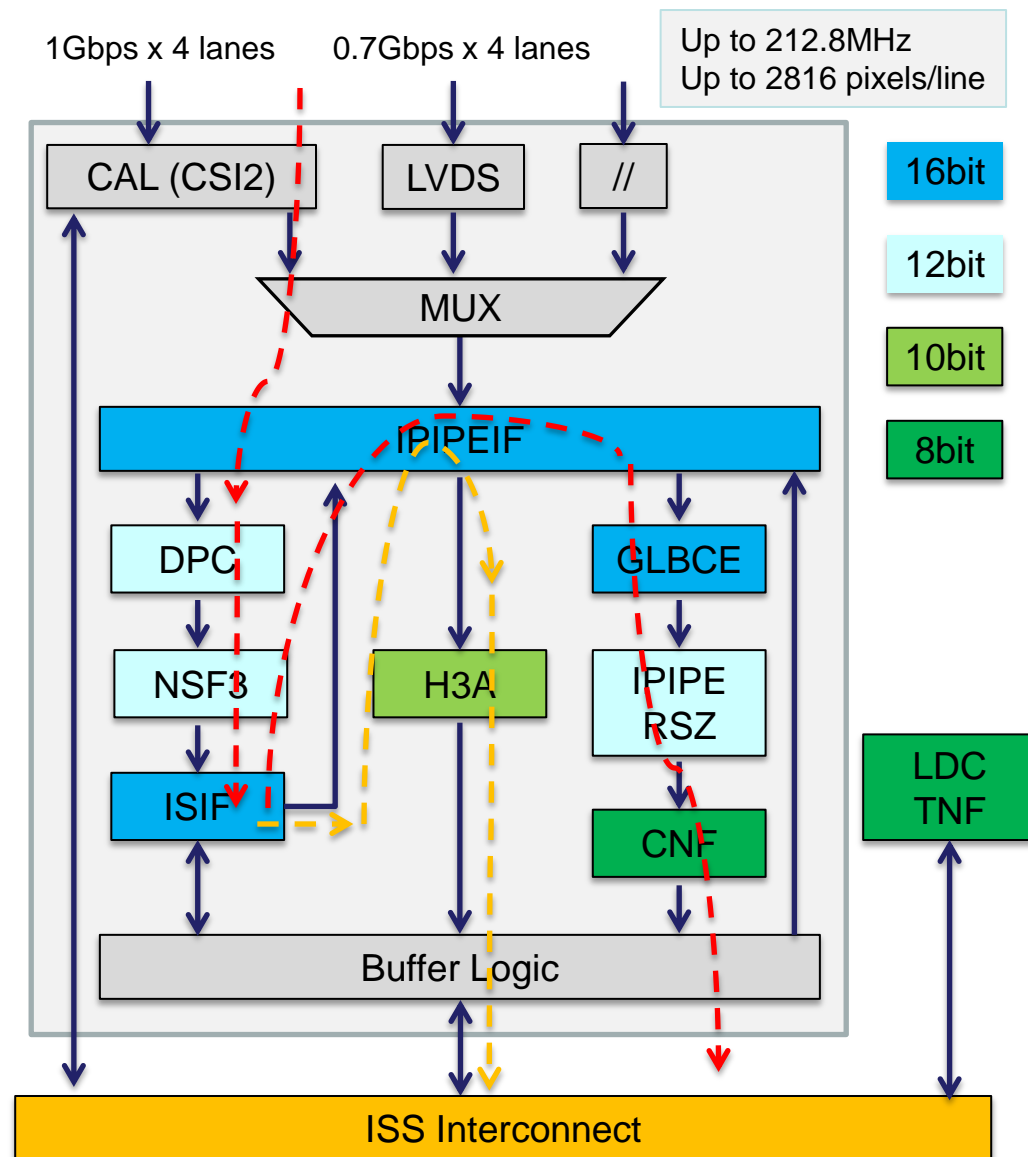 1Gbps x 4 lanes
0.7Gbps x 4 lanes
Up to 212.8MHz
Up to 2816 pixels/line
CAL (CSI2)
LVDS
//
16bit
12bit
10bit
8bit
MUX
IPIPEIF
DPC
GLBCE
NSF3
H3A
IPIPE
RSZ
ISIF
CNF
LDC
TNF
Buffer Logic
ISS Interconnect